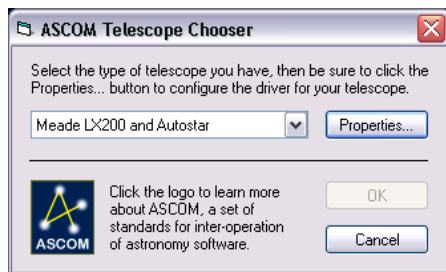 ASCOM Telescope Chooser
Select the type of telescope you have, then be sure to click the
Properties... button to configure the driver for your telescope.
Meade LX200 and Autostar
Properties...
Click the logo to learn more
about ASCOM, a set of
standards for inter-operation
of astronomy software.
ASCOM
OK
Cancel